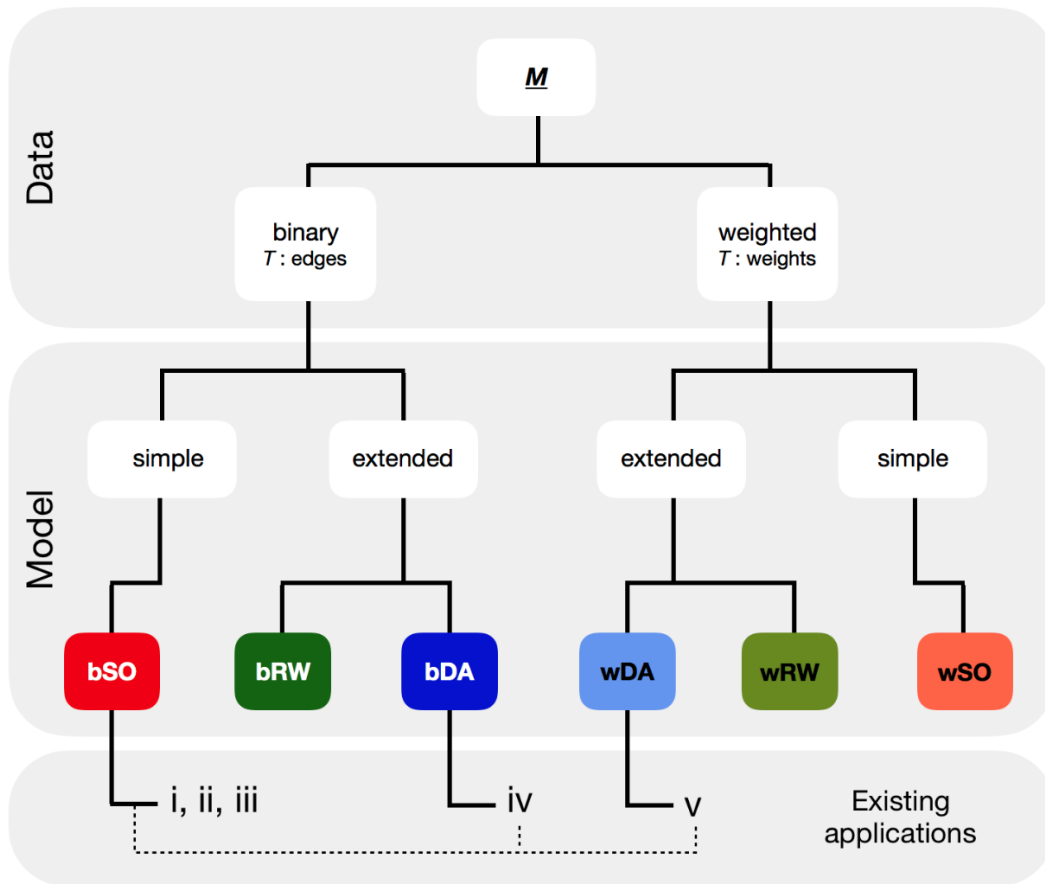 M
Data
binary
T : edges
weighted
T : weights
Model
simple
extended
extended
simple
bSO
bRW
bDA
wDA
wRW
wSO
i, ii, iii
iv
v
Existing
applications